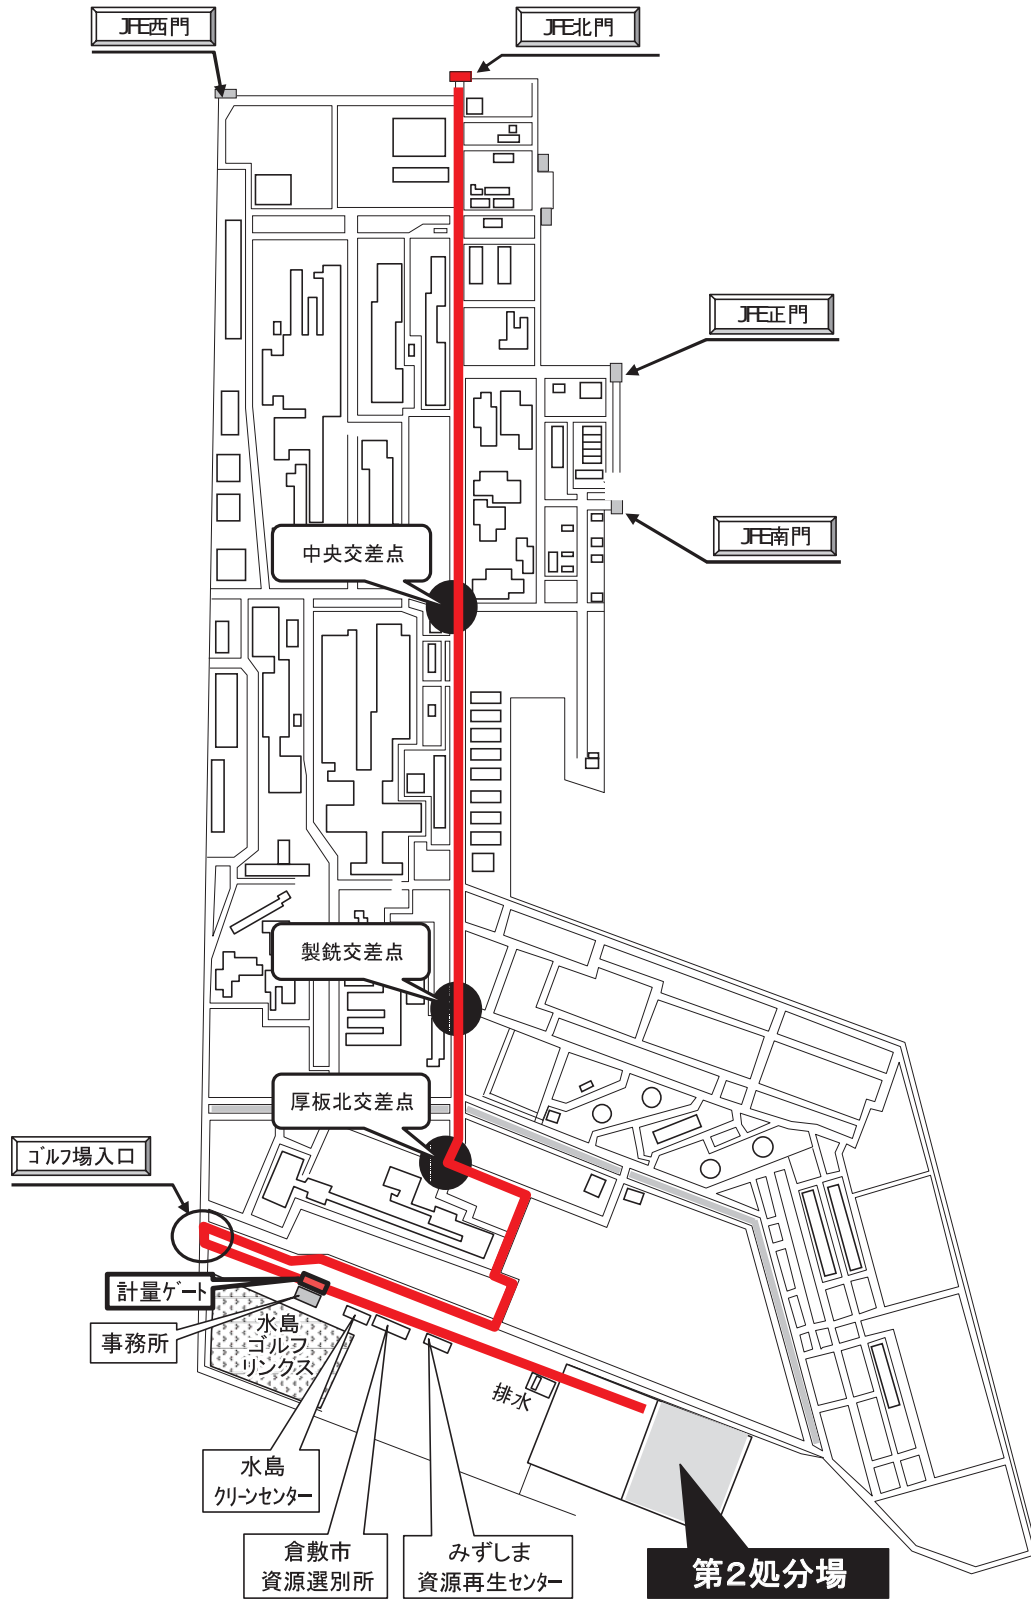 JFE西門
JFE北門
JFE正門
JFE南門
中央交差点
製銑交差点
厚板北交差点
ｺﾞﾙﾌ場入口
計量ｹﾞｰﾄ
事務所
水島
ゴルフ
リンクス
排水
水島
クリーンセンター
倉敷市
資源選別所
みずしま
資源再生センター
第2処分場